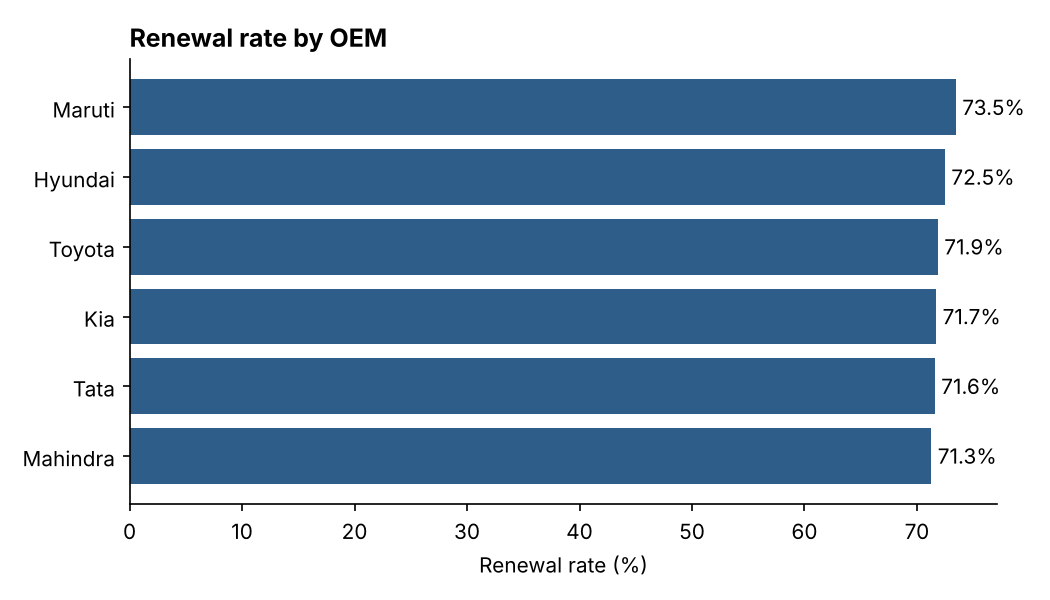 Renewal rate by OEM
Maruti 73.5%
Hyundai 72.5%
Toyota 71.9%
Kia 71.7%
Tata 71.6%
Mahindra 71.3%
0 10 20 30 40 50 60 70
Renewal rate (%)